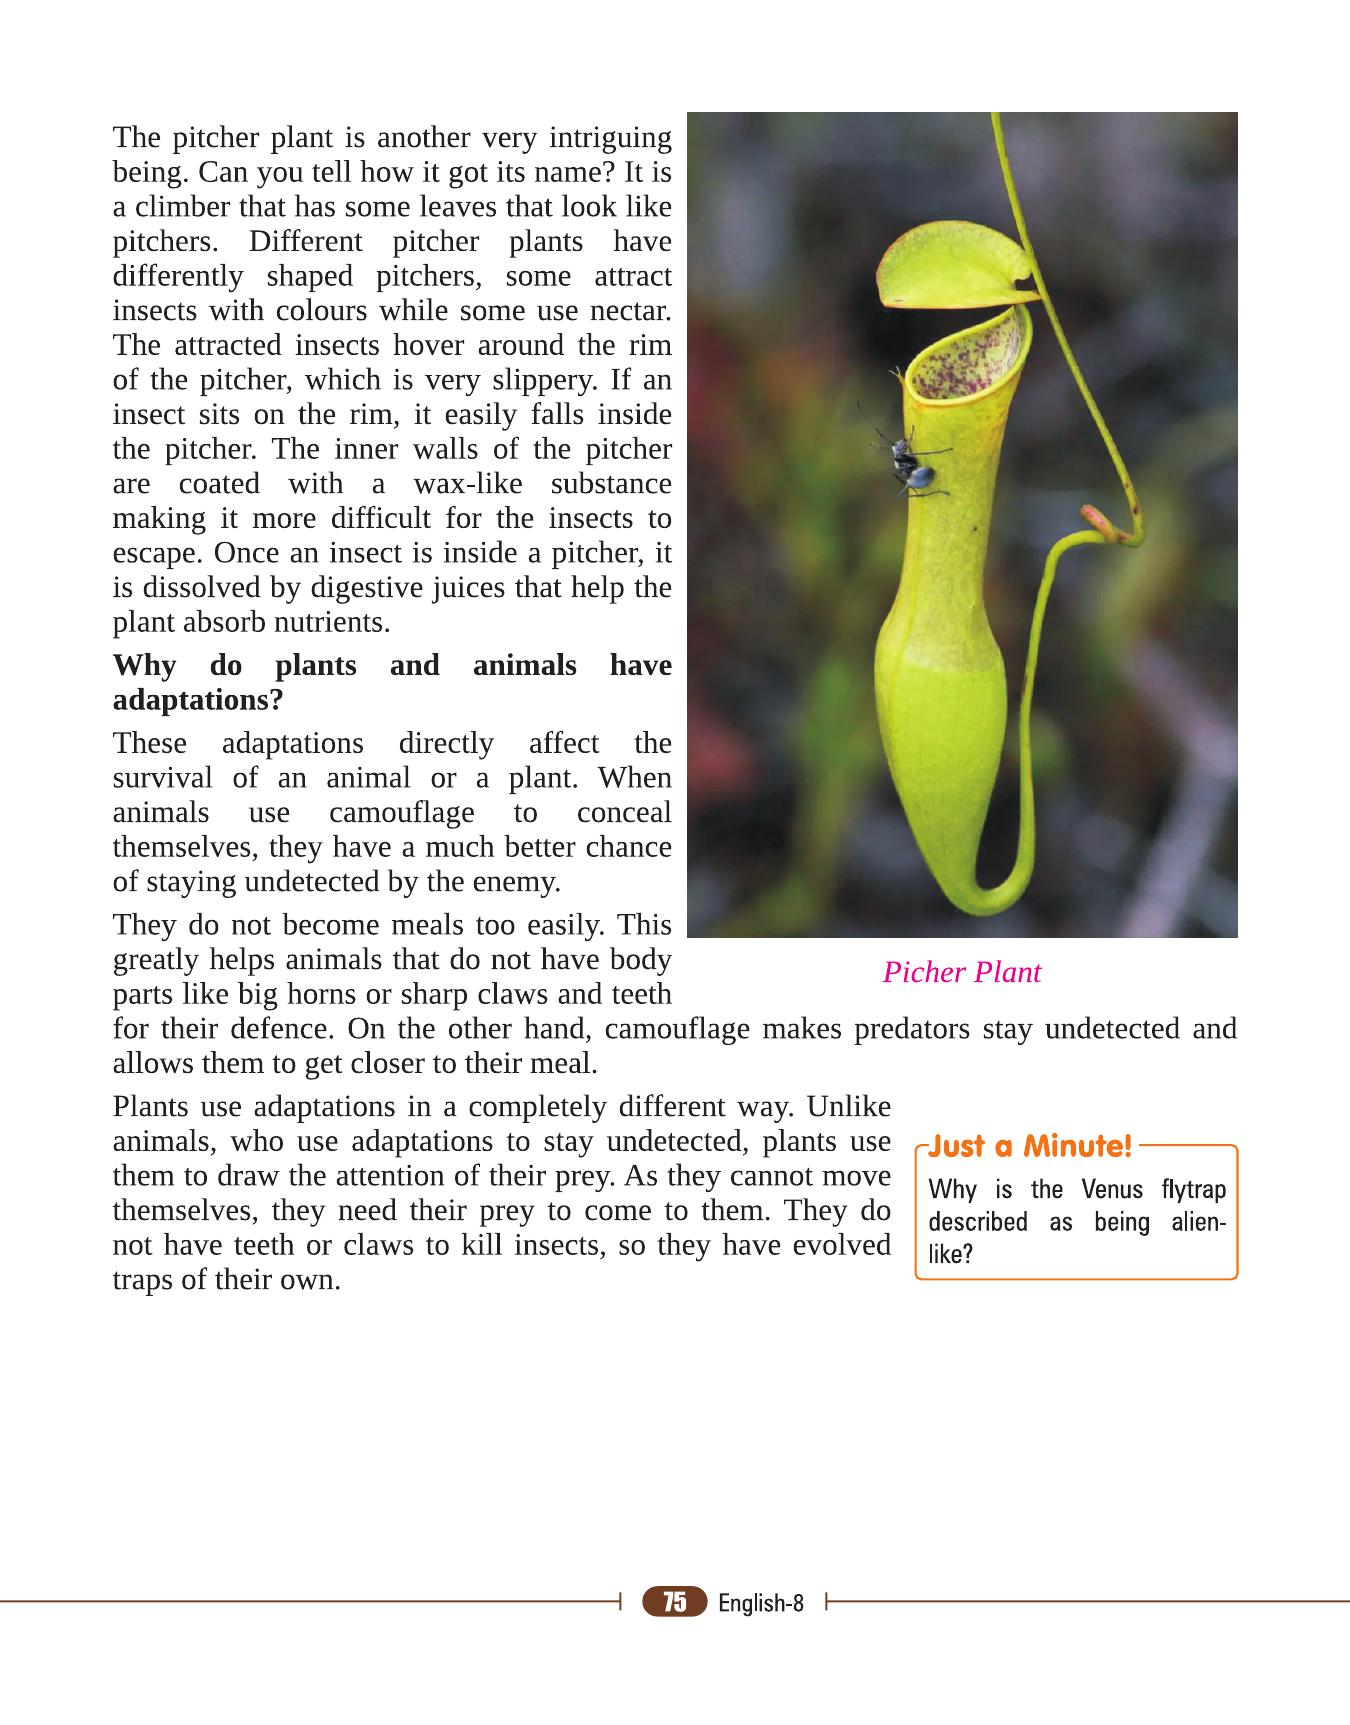 The pitcher plant is another very intriguing
being. Can you tell how it got its name? It is
a climber that has some leaves that look like
pitchers. Different pitcher plants have
differently shaped pitchers, some attract
insects with colours while some use nectar.
The attracted insects hover around the rim
of the pitcher, which is very slippery. If an
insect sits on the rim, it easily falls inside
the pitcher. The inner walls of the pitcher
are coated with a wax-like substance
making it more difficult for the insects to
escape. Once an insect is inside a pitcher, it
is dissolved by digestive juices that help the
plant absorb nutrients.
Why do plants and animals have
adaptations?
These adaptations directly affect the
survival of an animal or a plant. When
animals use camouflage to conceal
themselves, they have a much better chance
of staying undetected by the enemy.
They do not become meals too easily. This
greatly helps animals that do not have body
parts like big horns or sharp claws and teeth
for their defence. On the other hand, camouflage makes predators stay undetected and
allows them to get closer to their meal.
Picher Plant
Plants use adaptations in a completely different way. Unlike
animals, who use adaptations to stay undetected, plants use
them to draw the attention of their prey. As they cannot move
themselves, they need their prey to come to them. They do
not have teeth or claws to kill insects, so they have evolved
traps of their own.
Just a Minute!
Why is the Venus flytrap
described as being alien-
like?
75 English-8